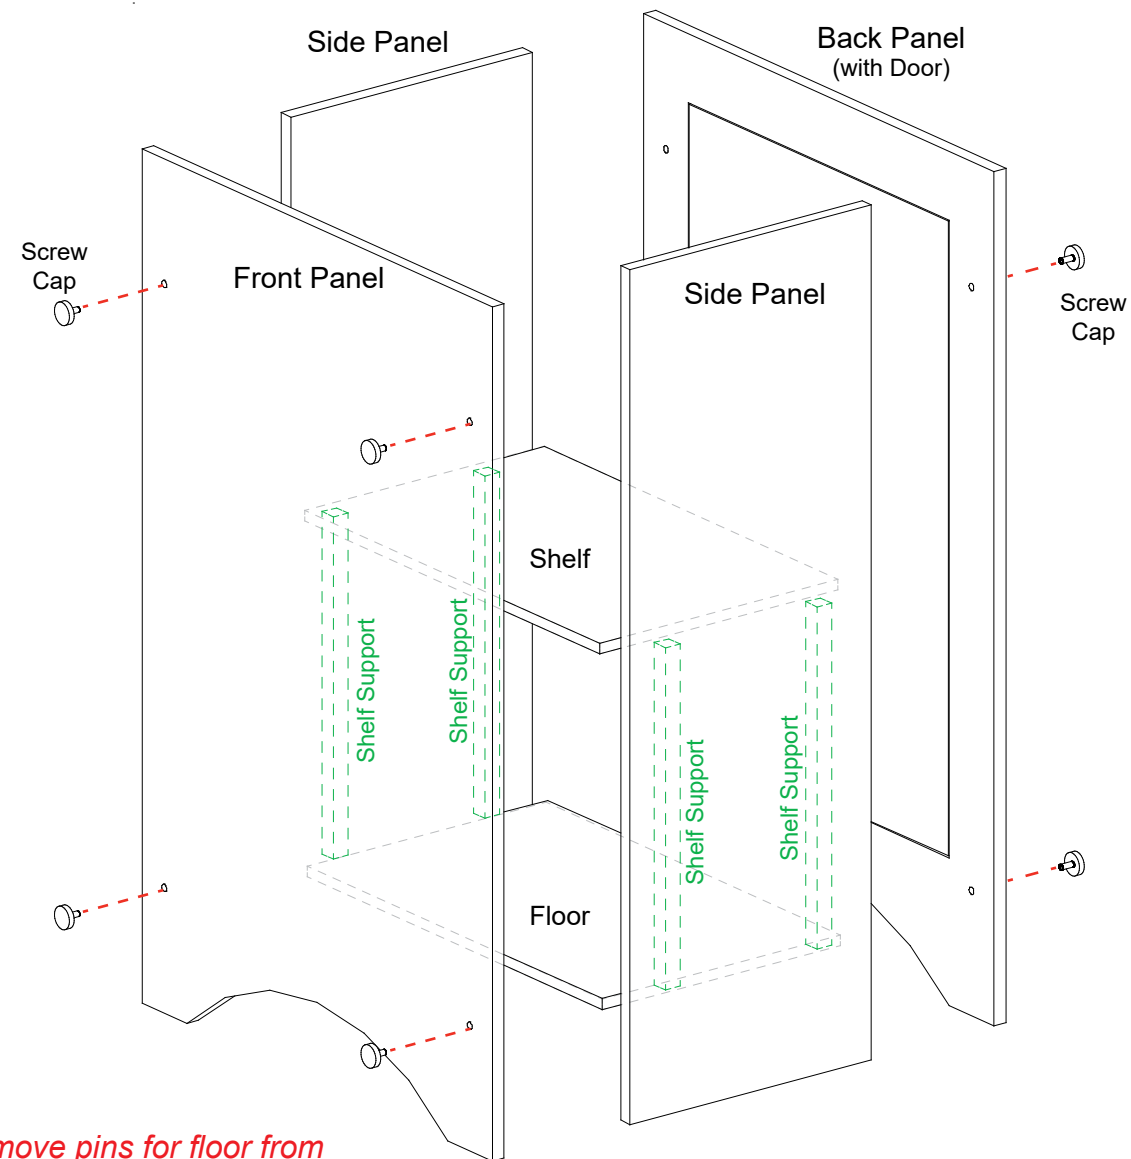 Side Panel
Back Panel
(with Door)
Screw
Cap
Front Panel
Side Panel
Screw
Cap
Shelf
Shelf Support
Shelf Support
Shelf Support
Shelf Support
Floor
pins for floor from